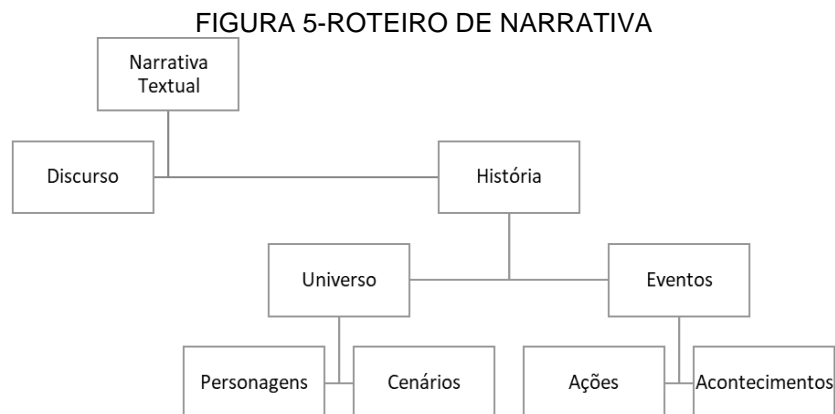 FIGURA 5-ROTEIRO DE NARRATIVA
Narrativa
Textual
Discurso
História
Universo
Eventos
Personagens
Cenários
Ações
Acontecimentos